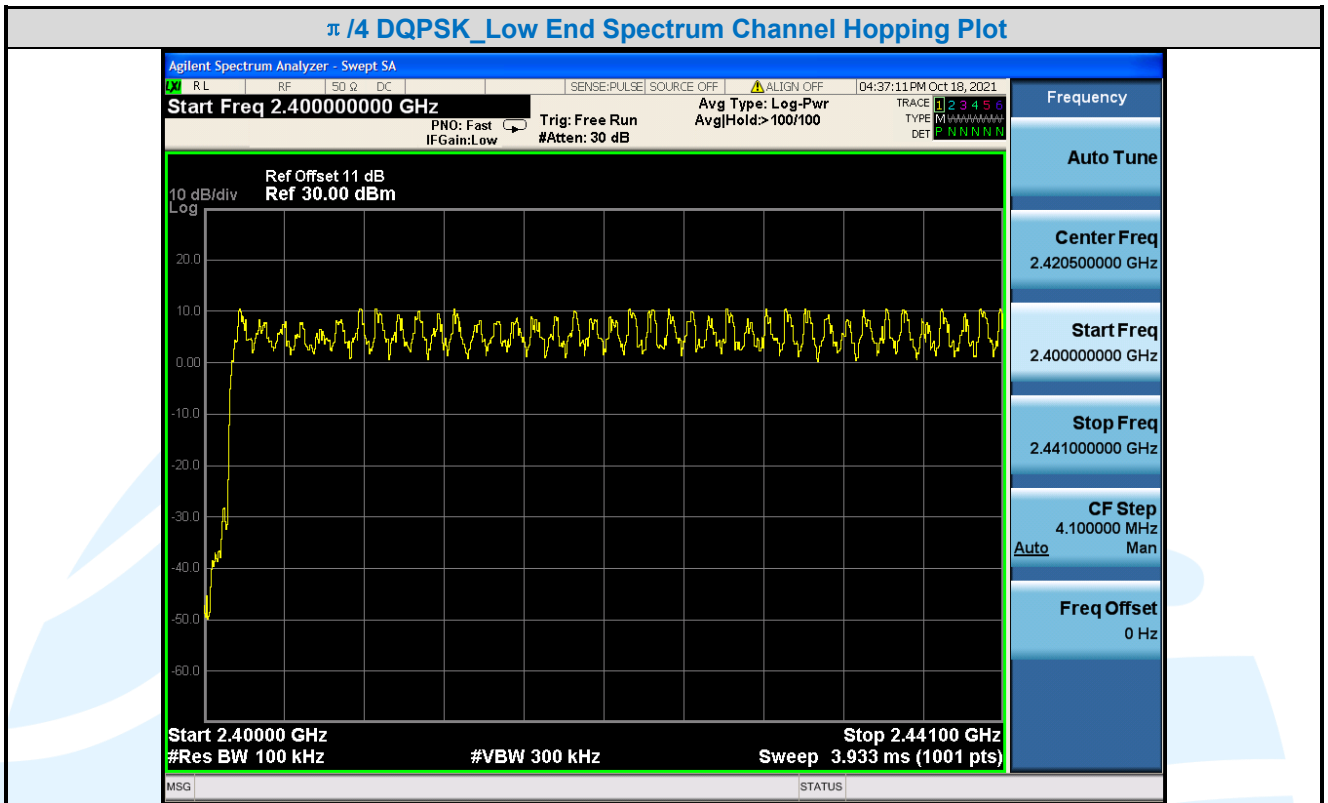 π /4 DQPSK_Low End Spectrum Channel Hopping Plot
Agilent Spectrum Analyzer - Swept SA
LXI RL RF 50 Ω DC SENSE:PULSE SOURCE OFF ALIGN OFF 04:37:11 PM Oct 18, 2021
Start Freq 2.400000000 GHz
PNO: Fast
IFGain:Low
Trig: Free Run
#Atten: 30 dB
Avg Type: Log-Pwr
Avg|Hold:>100/100
TRACE 1 2 3 4 5 6
TYPE M
DET P N N N N N
Ref Offset 11 dB
10 dB/div Ref 30.00 dBm
Log
20.0
10.0
0.00
-10.0
-20.0
-30.0
-40.0
-50.0
-60.0
Start 2.40000 GHz Stop 2.44100 GHz
#Res BW 100 kHz #VBW 300 kHz Sweep 3.933 ms (1001 pts)
MSG STATUS
Frequency
Auto Tune
Center Freq
2.420500000 GHz
Start Freq
2.400000000 GHz
Stop Freq
2.441000000 GHz
CF Step
4.100000 MHz
Auto Man
Freq Offset
0 Hz